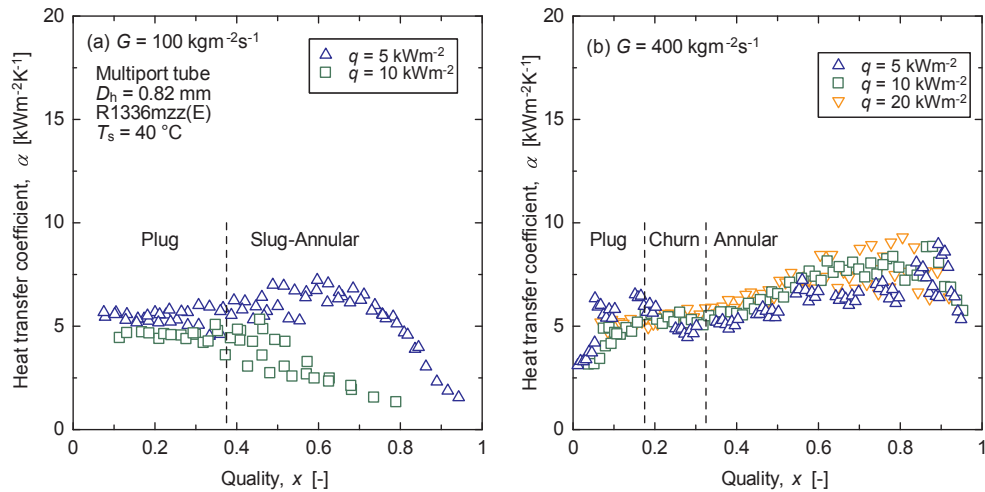 (a) G = 100 kgm-2s-1
Multiport tube
Dh = 0.82 mm
R1336mzz(E)
Ts = 40 °C
q = 5 kWm-2
q = 10 kWm-2
Plug
Slug-Annular
20
15
10
5
0
Heat transfer coefficient, α [kWm-2K-1]
0
0.2
0.4
0.6
0.8
1
Quality, x [-]
(b) G = 400 kgm-2s-1
q = 5 kWm-2
q = 10 kWm-2
q = 20 kWm-2
Plug
Churn
Annular
20
15
10
5
0
Heat transfer coefficient, α [kWm-2K-1]
0
0.2
0.4
0.6
0.8
1
Quality, x [-]